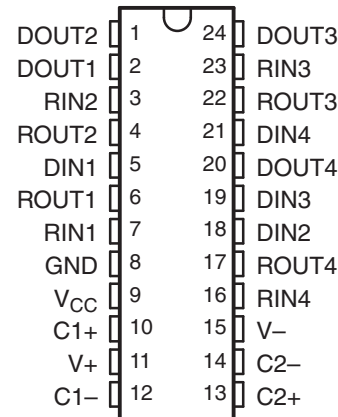 DOUT2 1 24 DOUT3
DOUT1 2 23 RIN3
RIN2 3 22 ROUT3
ROUT2 4 21 DIN4
DIN1 5 20 DOUT4
ROUT1 6 19 DIN3
RIN1 7 18 DIN2
GND 8 17 ROUT4
VCC 9 16 RIN4
C1+ 10 15 V−
V+ 11 14 C2−
C1− 12 13 C2+